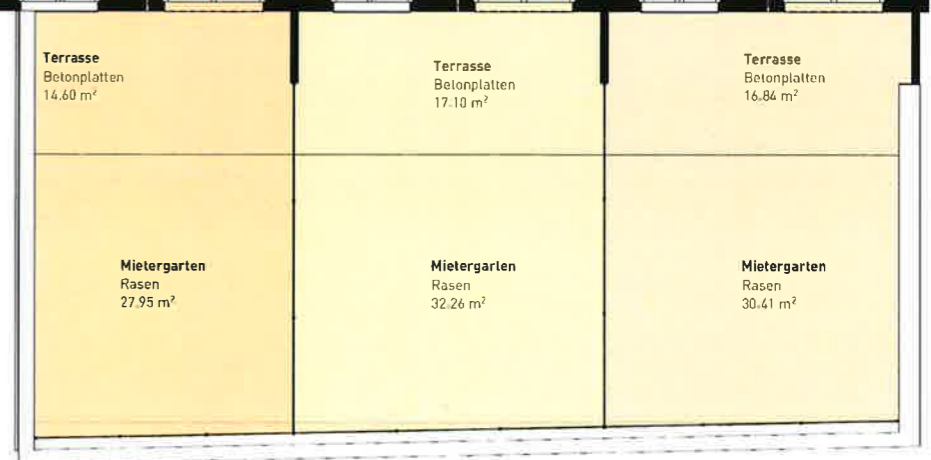 Terrasse
Betonplatten
14.60 m²
Terrasse
Betonplatten
17.10 m²
Terrasse
Betonplatten
16.84 m²
Mietergarten
Rasen
27.95 m²
Mietergarten
Rasen
32.26 m²
Mietergarten
Rasen
30.41 m²